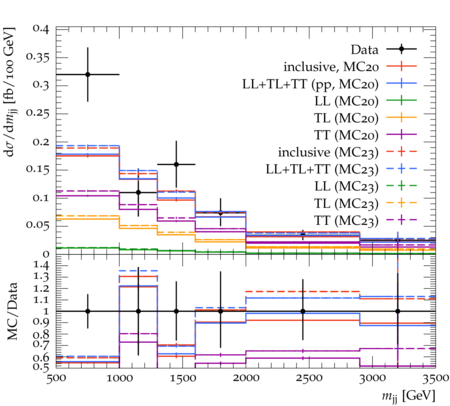 dσ/dmjj [fb/100 GeV]
0.4
0.35
0.3
0.25
0.2
0.15
0.1
0.05
0
Data
inclusive, MC20
LL+TL+TT (pp, MC20)
LL (MC20)
TL (MC20)
TT (MC20)
inclusive (MC23)
LL+TL+TT (MC23)
LL (MC23)
TL (MC23)
TT (MC23)
MC/Data
1.4
1.3
1.2
1.1
1
0.9
0.8
0.7
0.6
0.5
500 1000 1500 2000 2500 3000 3500
mjj [GeV]